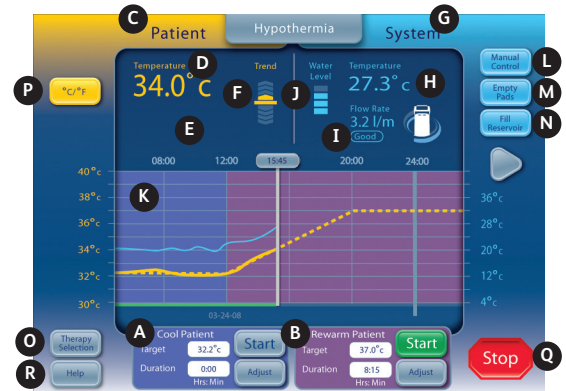 C
Patient
Hypothermia
System
G
P
°C/°F
Temperature
D
34.0°c
Trend
F
E
Water
Level
J
Temperature
27.3°c
H
Flow Rate
3.2 l/m
Good
I
Manual
Control
L
Empty
Pads
M
Fill
Reservoir
N
08:00
12:00
15:45
20:00
24:00
40°c
38°c
36°c
34°c
32°c
30°c
K
36°c
28°c
20°c
12°c
4°c
03-24-08
O
Therapy
Selection
R
Help
A
Cool Patient
Target
32.2°c
Start
Duration
0:00
Hrs: Min
Adjust
B
Rewarm Patient
Target
37.0°c
Start
Duration
8:15
Hrs: Min
Adjust
Stop
Q